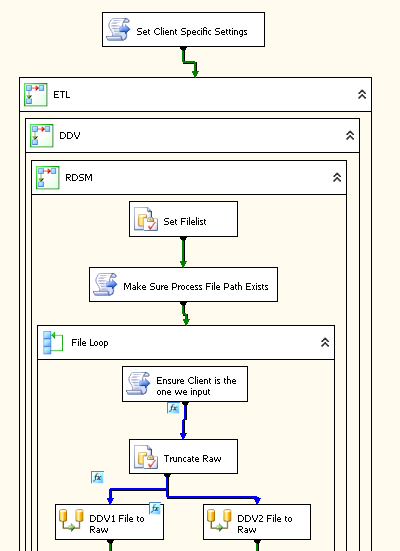 Set Client Specific Settings
ETL
DDV
RDSM
Set Filelist
Make Sure Process File Path Exists
File Loop
Ensure Client is the
one we input
fx
Truncate Raw
fx
fx
DDV1 File to
Raw
DDV2 File to
Raw